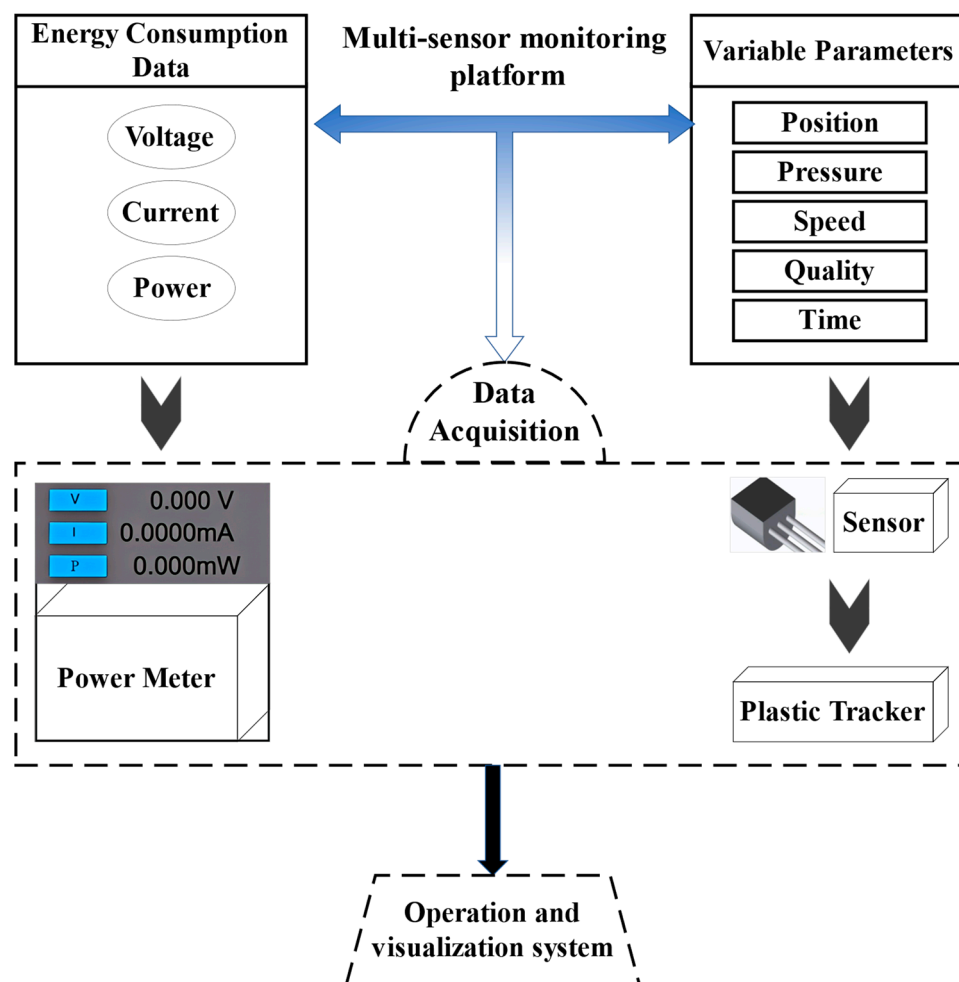 Energy Consumption
Data
Multi-sensor monitoring
platform
Variable Parameters
Voltage
Current
Power
Position
Pressure
Speed
Quality
Time
Data
Acquisition
V 0.000 V
I 0.0000mA
P 0.000mW
Power Meter
Sensor
Plastic Tracker
Operation and
visualization system